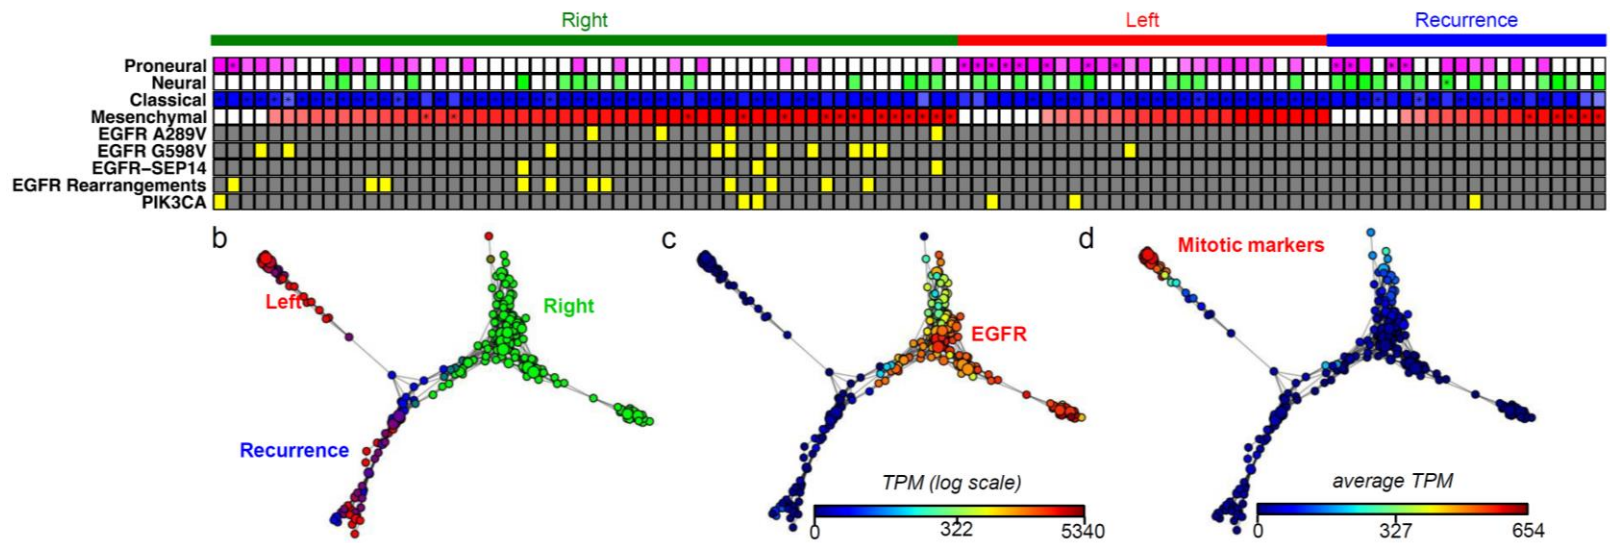 Right Left Recurrence
Proneural
Neural
Classical
Mesenchymal
EGFR A289V
EGFR G598V
EGFR−SEP14
EGFR Rearrangements
PIK3CA
b
Left
Right
Recurrence
c
EGFR
TPM (log scale)
0 322 5340
d
Mitotic markers
average TPM
0 327 654